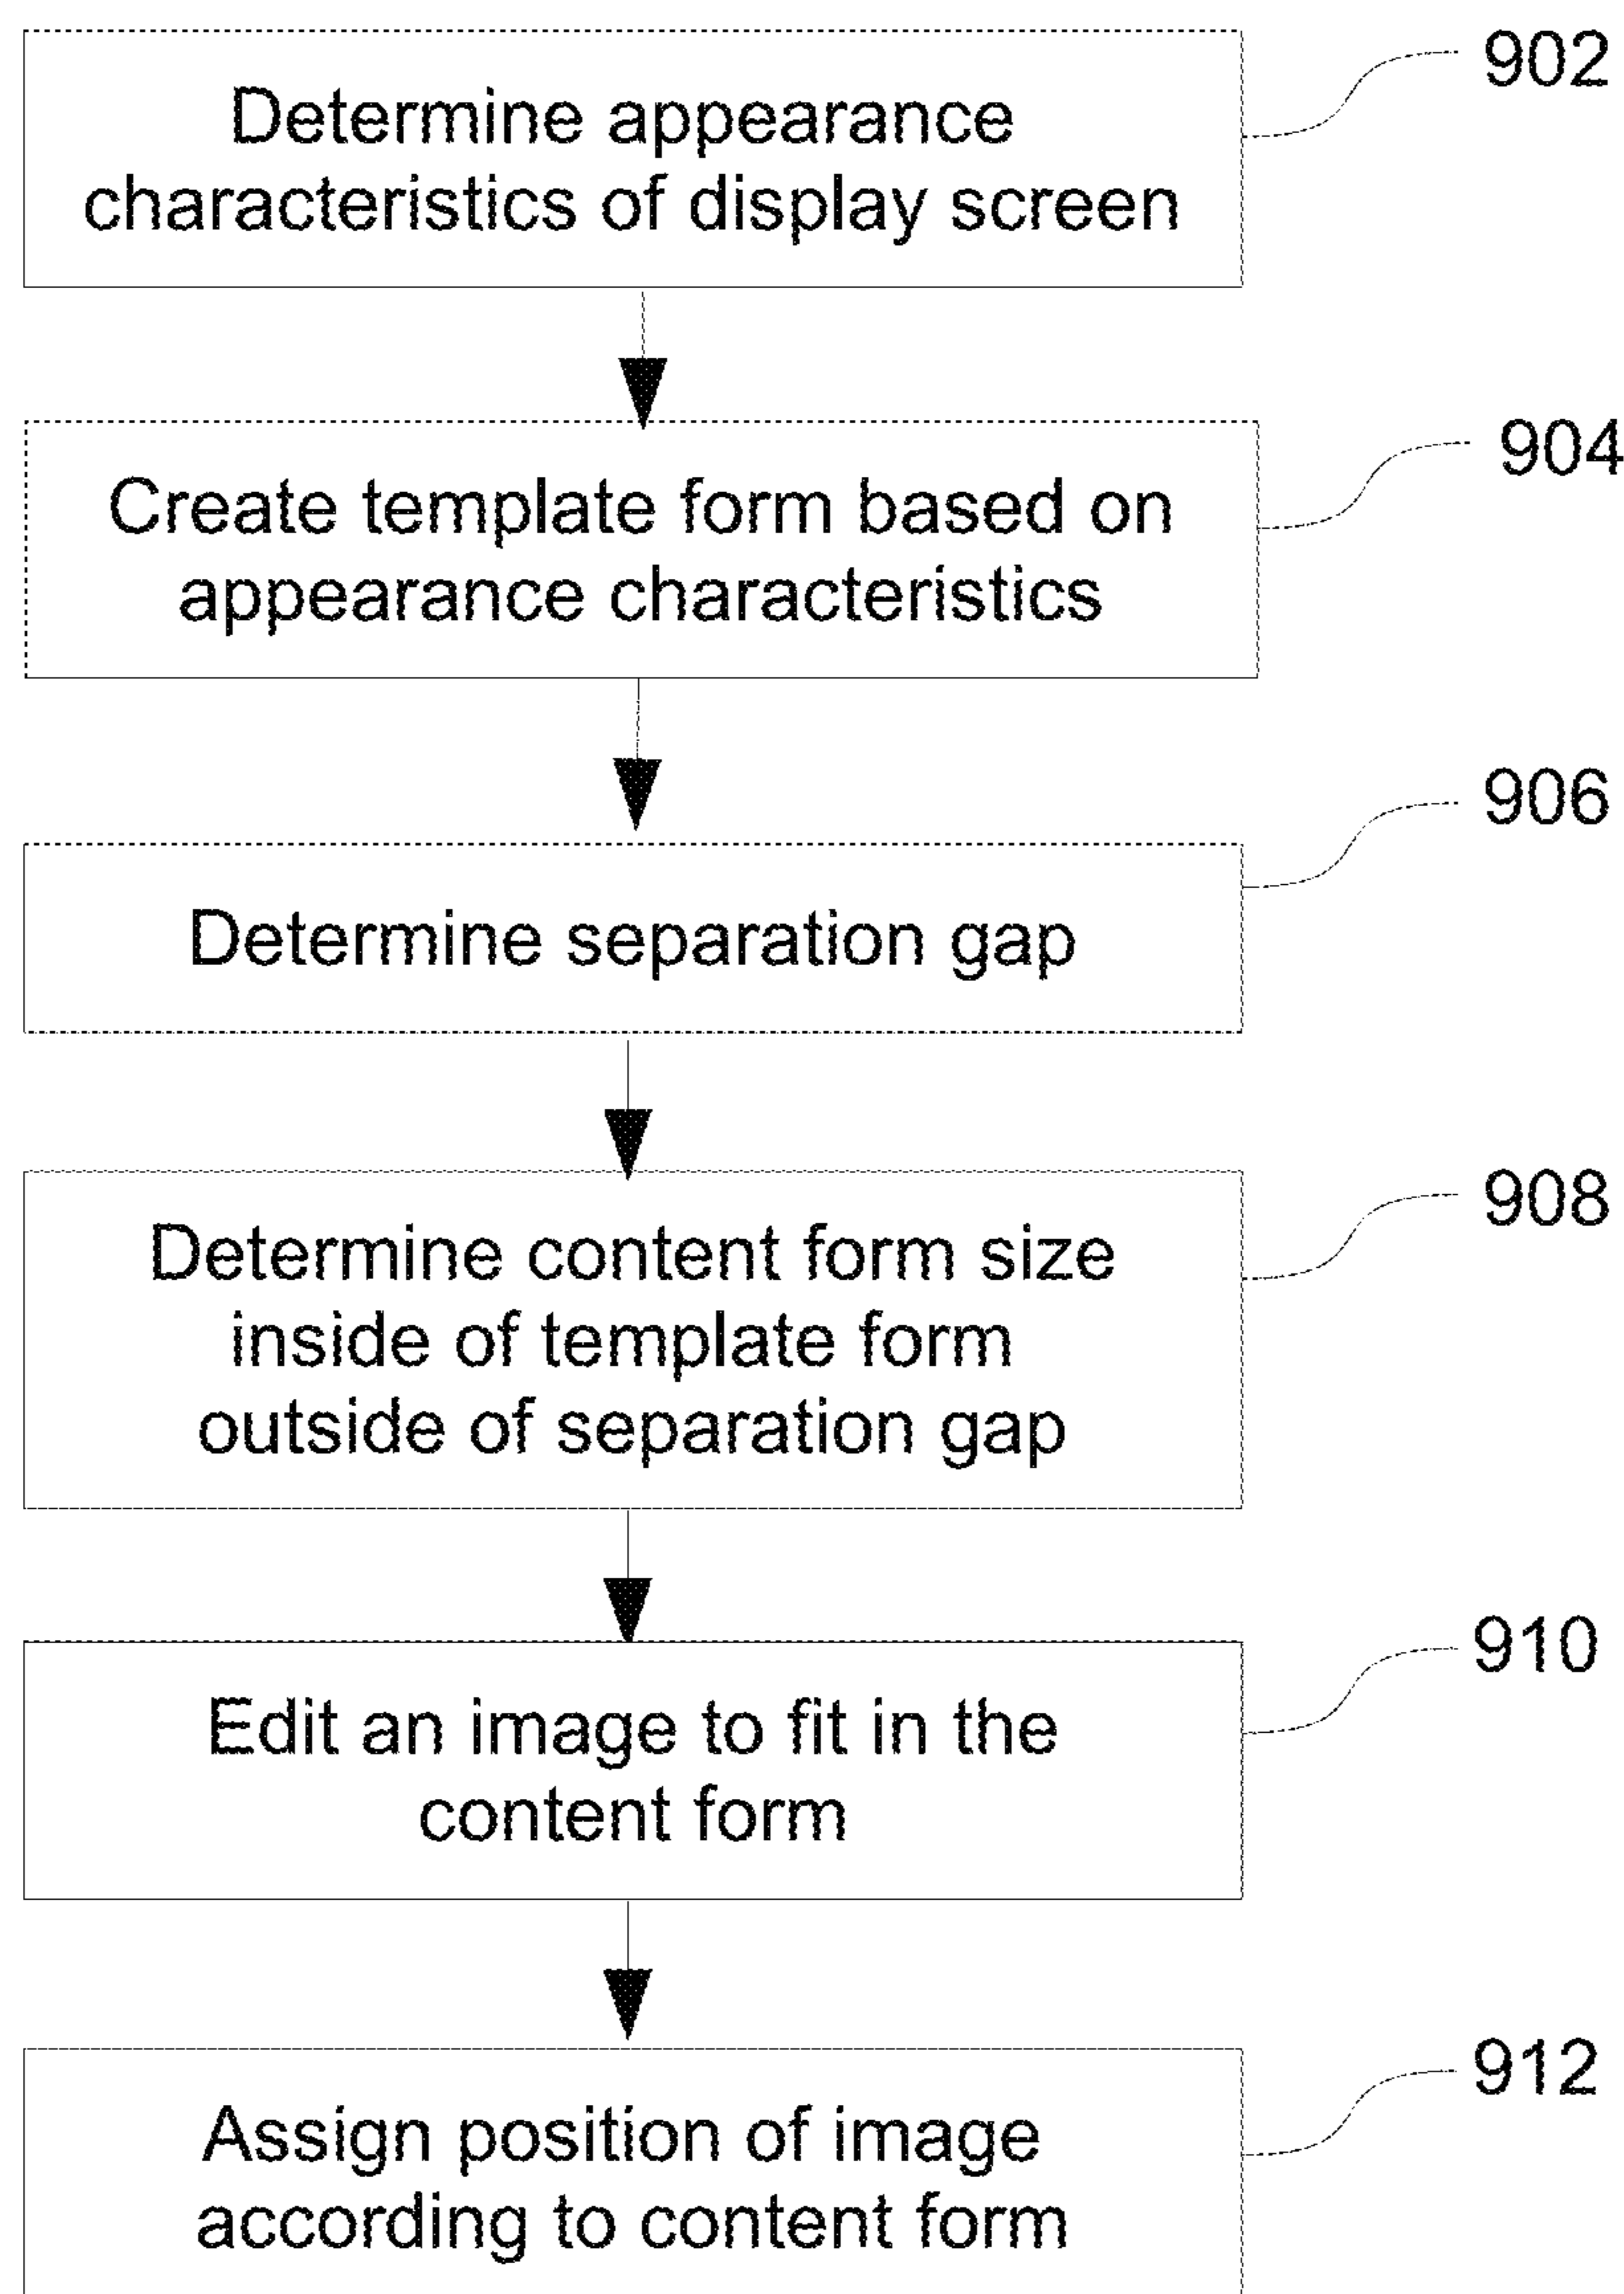 902
Determine appearance
characteristics of display screen
904
Create template form based on
appearance characteristics
906
Determine separation gap
908
Determine content form size
inside of template form
outside of separation gap
910
Edit an image to fit in the
content form
912
Assign position of image
according to content form